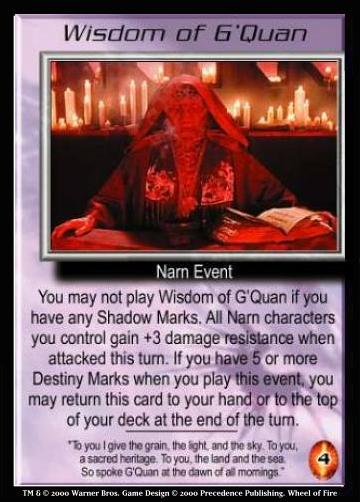 Wisdom of G'Quan
Narn Event
You may not play Wisdom of G'Quan if you
have any Shadow Marks. All Narn characters
you control gain +3 damage resistance when
attacked this turn. If you have 5 or more
Destiny Marks when you play this event, you
may return this card to your hand or to the top
of your deck at the end of the turn.
"To you I give the grain, the light, and the sky. To you,
a sacred heritage. To you, the land and the sea.
So spoke G'Quan at the dawn of all mornings."
4
TM & © 2000 Warner Bros. Game Design © 2000 Precedence Publishing. Wheel of Fire